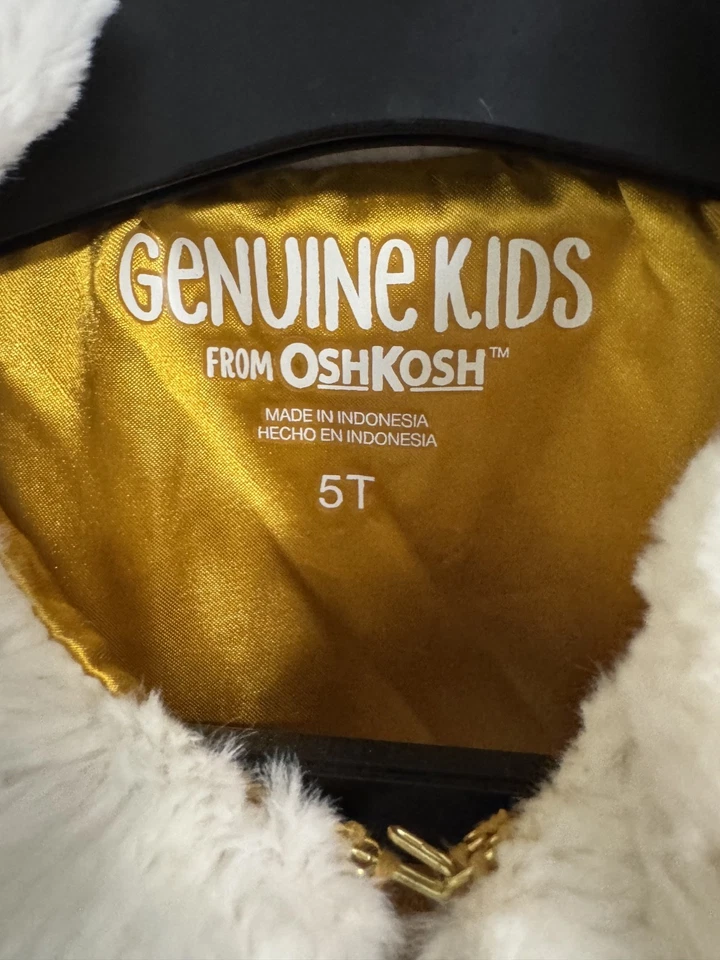 GENUINE KIDS
FROM OSHKOSH™
MADE IN INDONESIA
HECHO EN INDONESIA
5T